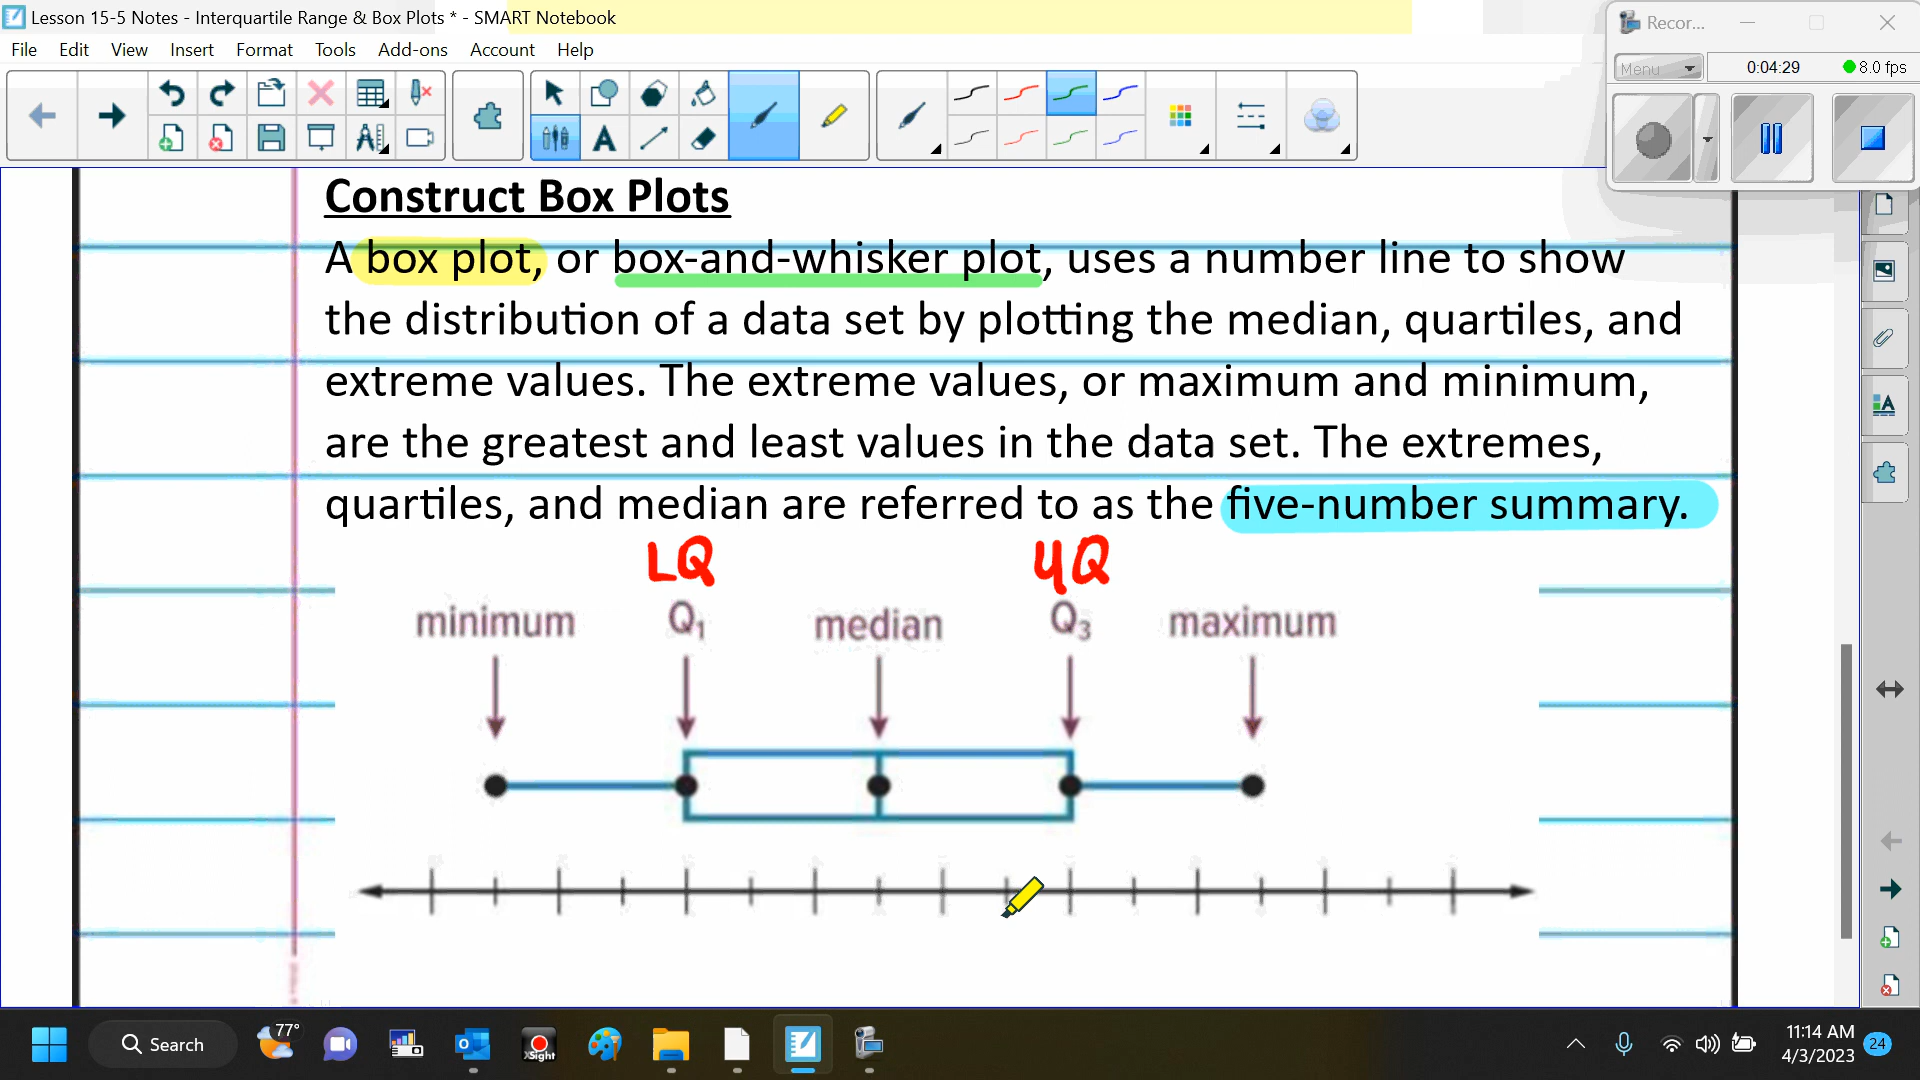 Lesson 15-5 Notes - Interquartile Range & Box Plots * - SMART Notebook
Recor...
File Edit View Insert Format Tools Add-ons Account Help
Menu 0:04:29 8.0 fps
Construct Box Plots
A box plot, or box-and-whisker plot, uses a number line to show
the distribution of a data set by plotting the median, quartiles, and
extreme values. The extreme values, or maximum and minimum,
are the greatest and least values in the data set. The extremes,
quartiles, and median are referred to as the five-number summary.
LQ UQ
minimum Q₁ median Q₃ maximum
77°
Search
XSight
11:14 AM
4/3/2023
24